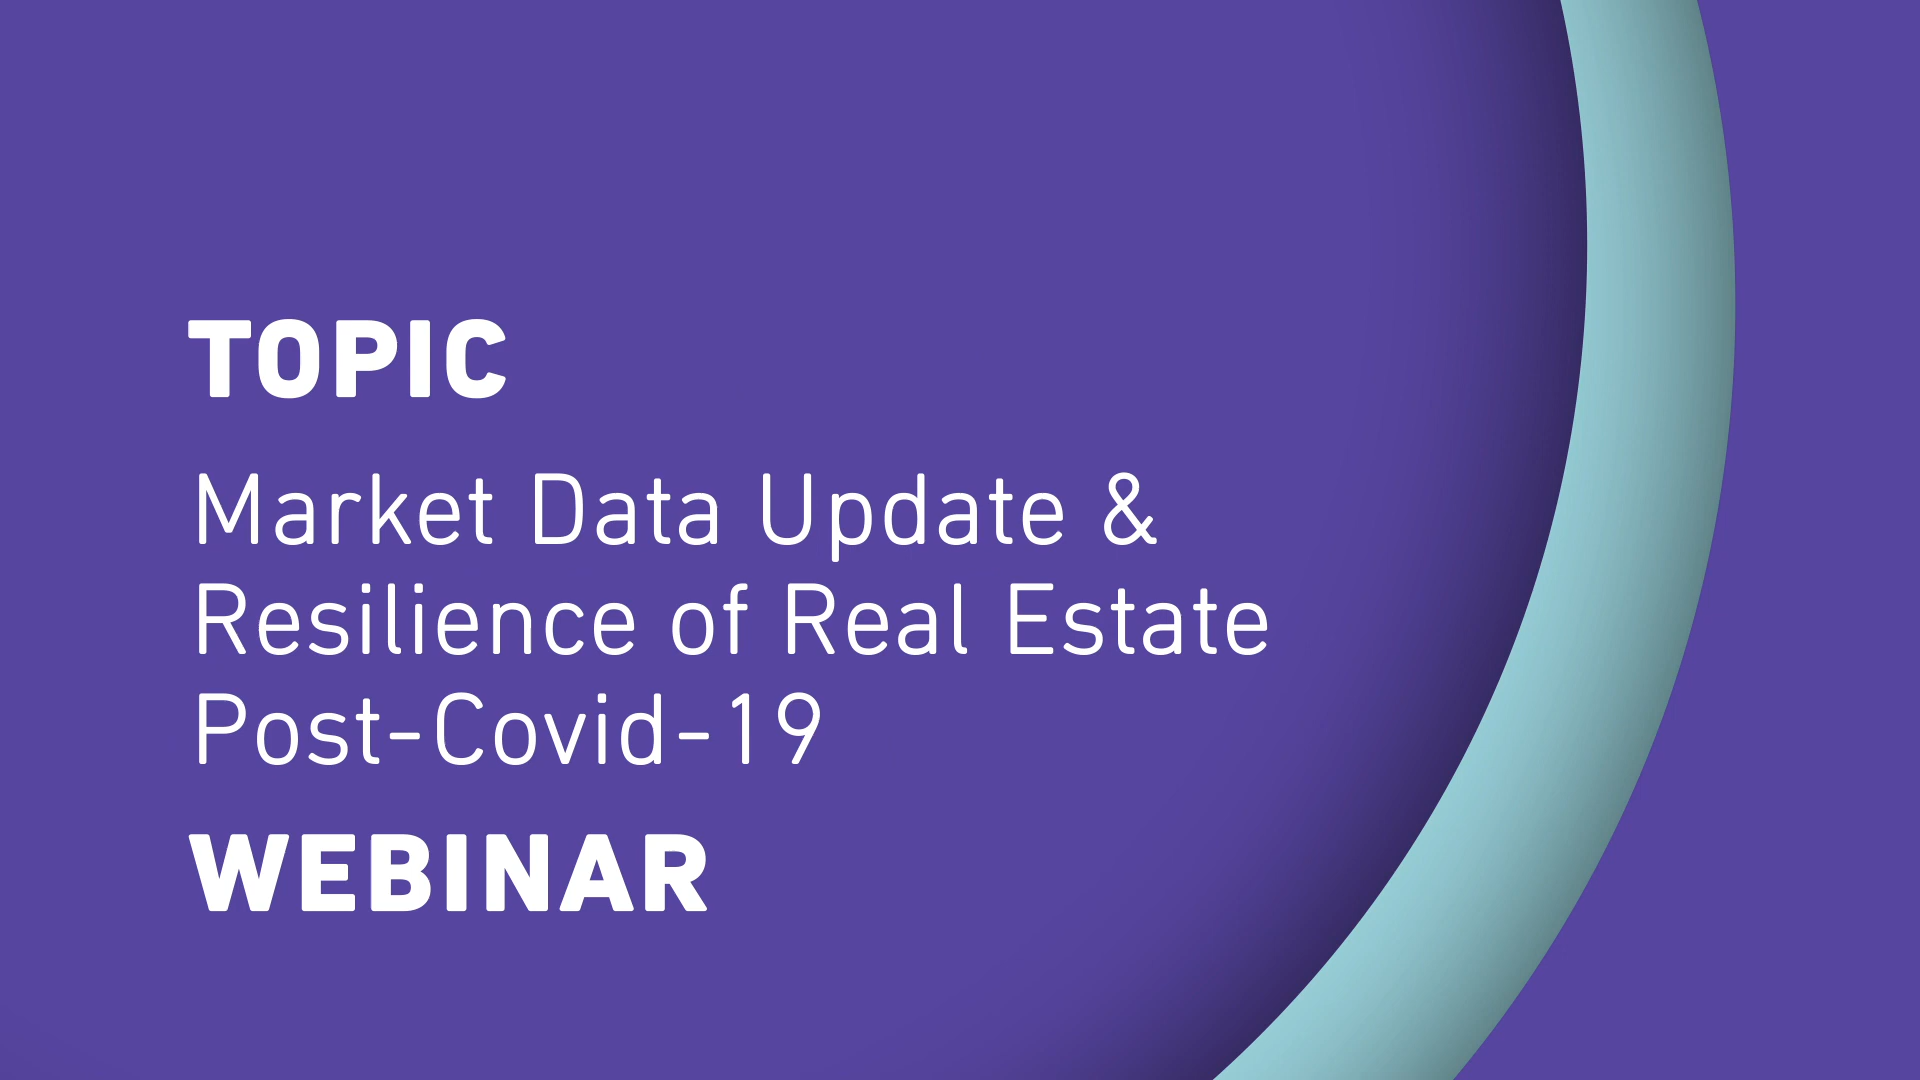 TOPIC
Market Data Update &
Resilience of Real Estate
Post-Covid-19
WEBINAR